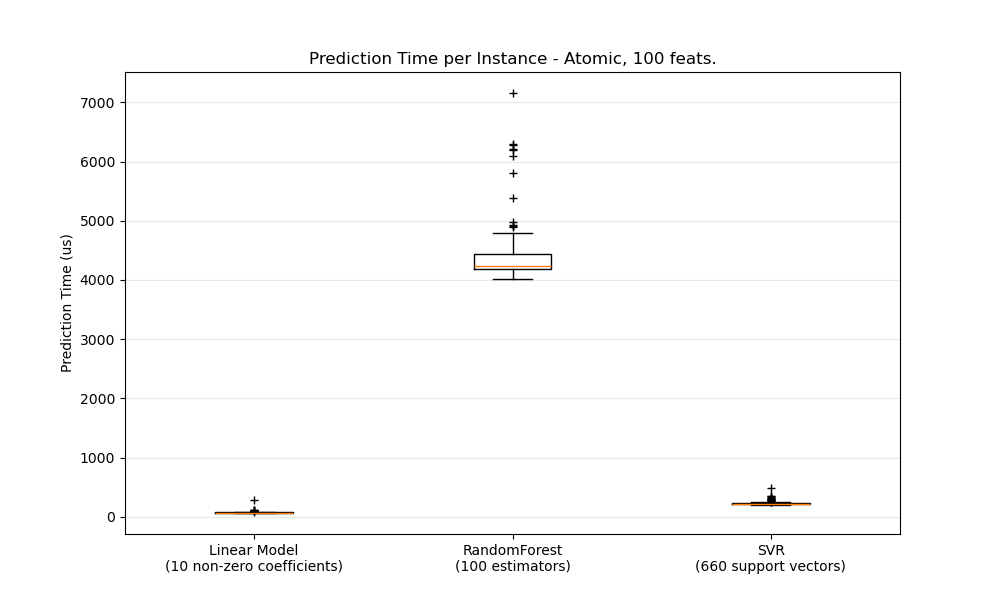 Prediction Time per Instance - Atomic, 100 feats.
Prediction Time (us)
7000
6000
5000
4000
3000
2000
1000
0
Linear Model
(10 non-zero coefficients)
RandomForest
(100 estimators)
SVR
(660 support vectors)